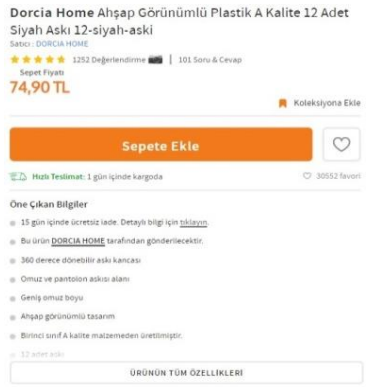 Dorcia Home Ahşap Görünümlü Plastik A Kalite 12 Adet
Siyah Askı 12-siyah-aski
Satıcı : DORCIA HOME
1252 Değerlendirme | 101 Soru & Cevap
Sepet Fiyatı
74,90 TL
Koleksiyona Ekle
Sepete Ekle
Hızlı Teslimat: 1 gün içinde kargoda
30552 favori
Öne Çıkan Bilgiler
15 gün içinde ücretsiz iade. Detaylı bilgi için tıklayın.
Bu ürün DORCIA HOME tarafından gönderilecektir.
360 derece dönebilir askı kancası
Omuz ve pantolon askısı alanı
Geniş omuz boyu
Ahşap görünümlü tasarım
Birinci sınıf A kalite malzemeden üretilmiştir.
12 adet askı
ÜRÜNÜN TÜM ÖZELLİKLERİ